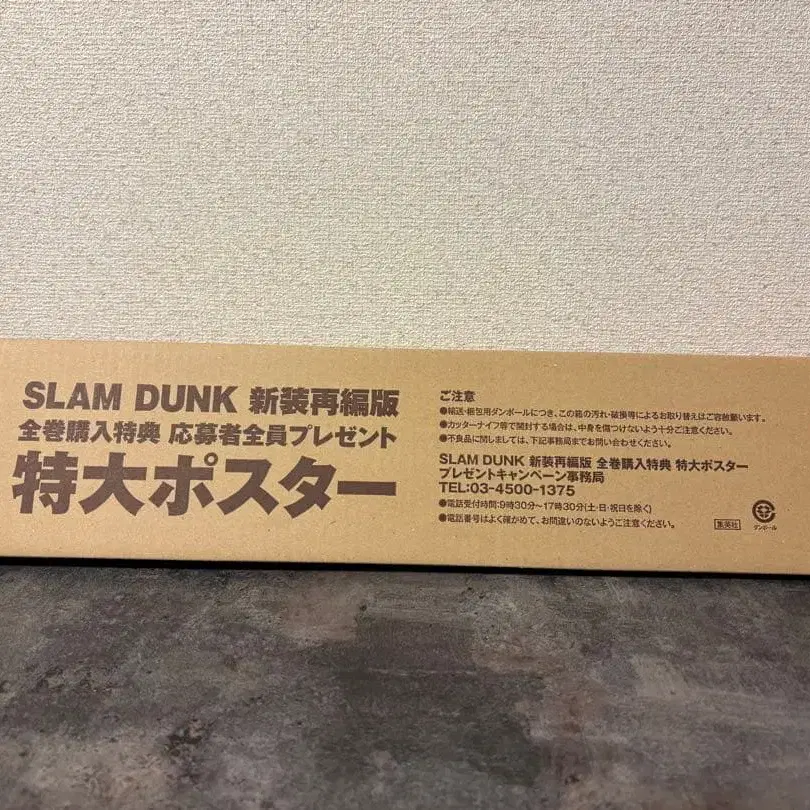 SLAM DUNK 新装再編版
全巻購入特典 応募者全員プレゼント
特大ポスター
ご注意
●輸送・梱包用ダンボールにつき、この箱の汚れ・破損等によるお取り替えはご容赦願います。
●カッターナイフ等で開封する場合は、中身を傷つけないよう十分ご注意ください。
●不良品に関しましては、下記事務局までお問い合わせください。
SLAM DUNK 新装再編版 全巻購入特典 特大ポスター
プレゼントキャンペーン事務局
TEL:03-4500-1375
●電話受付時間:9時30分〜17時30分(土・日・祝日を除く)
●電話番号はよく確かめて、お間違いのないようご注意ください。
集英社
ダンボール